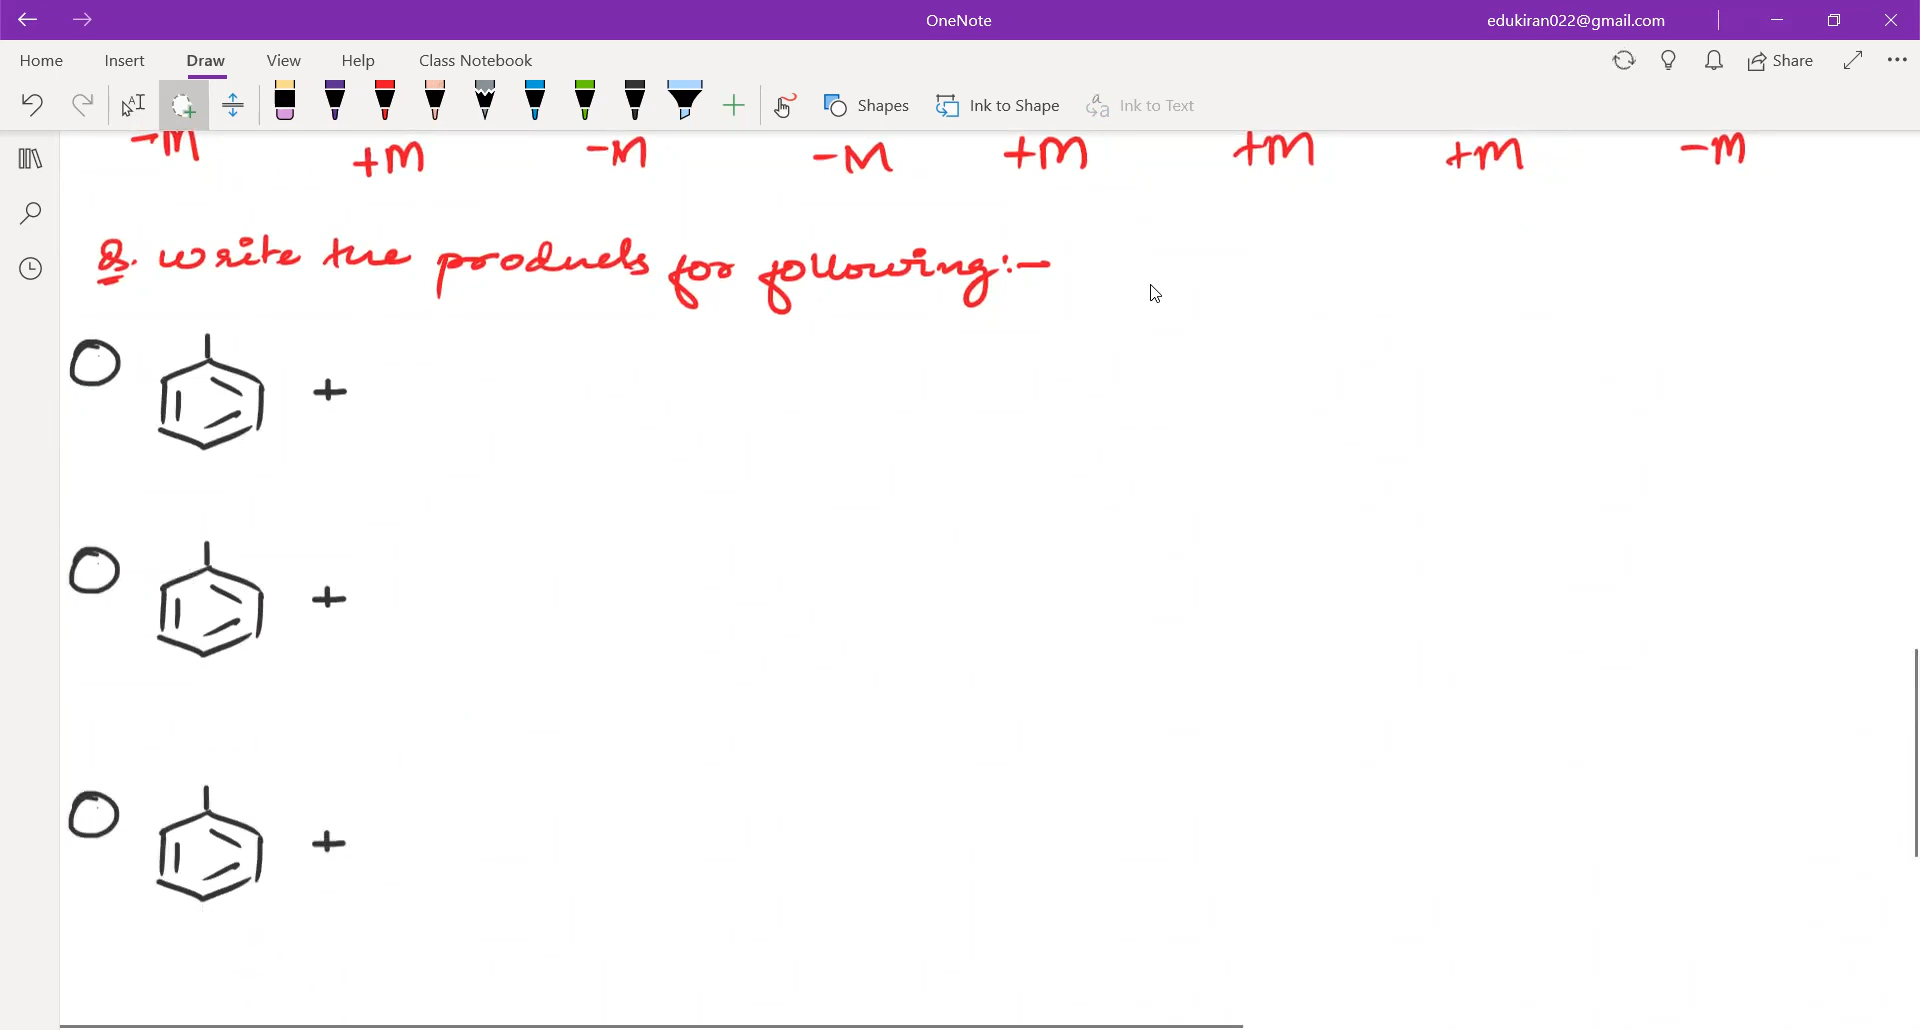 OneNote
edukiran022@gmail.com
Home Insert Draw View Help Class Notebook
Share
Shapes Ink to Shape Ink to Text
-M +M -M -M +M +M +M -M
Q. write the products for following:-
+
+
+